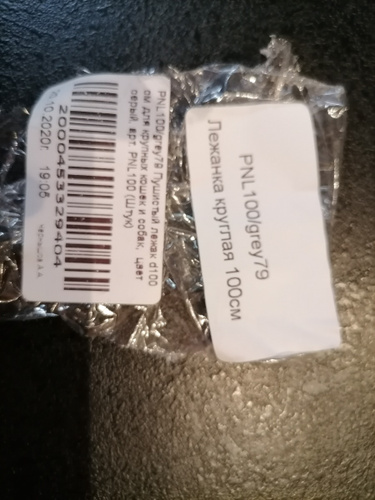 PNL100/grey79 Пушистый лежак d100
см для крупных кошек и собак, цвет
серый, арт. PNL100 (Штук)
2000453329404
.10.2020г. 19:05
PNL100/grey79
Лежанка круглая 100см